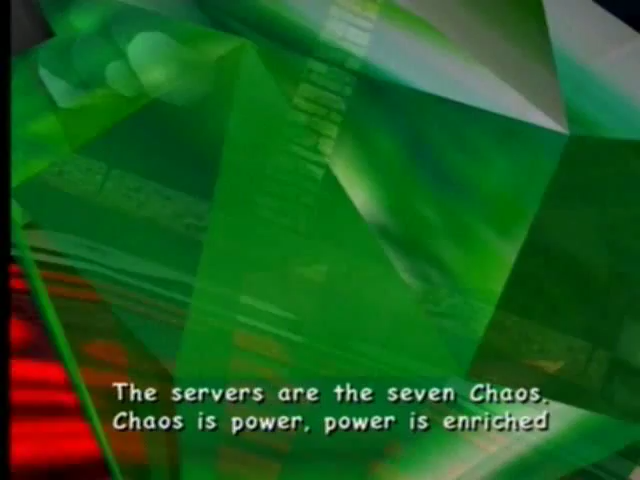 The servers are the seven Chaos.
Chaos is power, power is enriched